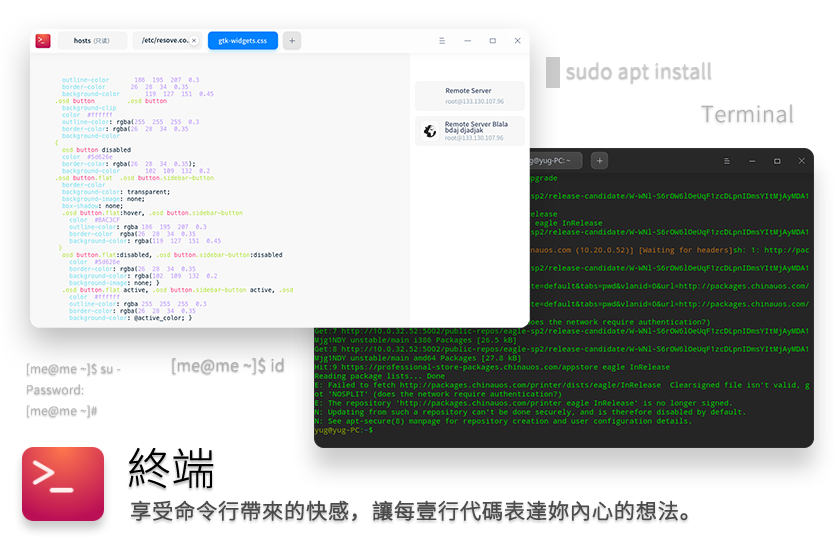 hosts (只读)
/etc/resove.co.. ×
gtk-widgets.css
outline-color 186 195 207 0.3
border-color 26 28 34 0.35
background-color 119 127 151 0.45
.osd button .osd button
background-clip
color #ffffff
outline-color: rgba(255 255 255 0.3
border-color: rgba(26 28 34 0.35
background-color
{
osd button disabled
color #5d626e
border-color: rgba(26 28 34 0.35);
background-color: 102 109 132 0.2
.osd button.flat .osd button.sidebar-button
border-color
background-color: transparent;
background-image: none;
box-shadow: none;
.osd button.flat:hover, .osd button.sidebar-button
color #BAC3CF
outline-color: rgba 186 195 207 0.3
border-color: rgba(26 28 34 0.35
background-color: rgba(119 127 151 0.45
}
osd button.flat:disabled, .osd button.sidebar-button:disabled
color #5d626e
border-color: rgba(26 28 34 0.35
background-color: rgba(102 109 132 0.2
background-image: none; }
.osd button.flat active, .osd button.sidebar-button active, .osd
color #ffffff
outline-color: rgba 255 255 255 0.3
border-color: rgba(26 28 34 0.35
background-color: @active_color; }
Remote Server
root@133.130.107.96
Remote Server Blala
bdaj djadjak
root@133.130.107.96
sudo apt install
Terminal
g@yug-PC: ~
pgrade
sp2/release-candidate/W-WNl-S6rOW6lOeUqF1zcDLpnIDmsYItMjAyMDA1
elease
eagle InRelease
sp2/release-candidate/W-WNl-S6rOW6lOeUqF1zcDLpnIDmsYItMjAyMDA1
inauos.com (10.20.0.52)] [Waiting for headers]sh: 1: http://pac
sp2/release-candidate/W-WNl-S6rOW6lOeUqF1zcDLpnIDmsYItMjAyMDA1
te=default&tabs=pwd&vlanid=0&url=http://packages.chinauos.com/
sp2/release-candidate/W-WNl-S6rOW6lOeUqF1zcDLpnIDmsYItMjAyMDA1
te=default&tabs=pwd&vlanid=0&url=http://packages.chinauos.com/
oes the network require authentication?)
Get:7 http://10.0.32.52:5002/public-repos/eagle-sp2/release-candidate/W-WNl-S6rOW6lOeUqF1zcDLpnIDmsYItMjAyMDA1
Mjg1NDY unstable/main i386 Packages [26.5 kB]
Get:8 http://10.0.32.52:5002/public-repos/eagle-sp2/release-candidate/W-WNl-S6rOW6lOeUqF1zcDLpnIDmsYItMjAyMDA1
Mjg1NDY unstable/main amd64 Packages [27.8 kB]
Hit:9 https://professional-store-packages.chinauos.com/appstore eagle InRelease
Reading package lists... Done
E: Failed to fetch http://packages.chinauos.com/printer/dists/eagle/InRelease Clearsigned file isn't valid, g
ot 'NOSPLIT' (does the network require authentication?)
E: The repository 'http://packages.chinauos.com/printer eagle InRelease' is no longer signed.
N: Updating from such a repository can't be done securely, and is therefore disabled by default.
N: See apt-secure(8) manpage for repository creation and user configuration details.
yug@yug-PC:~$
[me@me ~]$ su -
Password:
[me@me ~]#
[me@me ~]$ id
終端
享受命令行帶來的快感，讓每壹行代碼表達妳內心的想法。